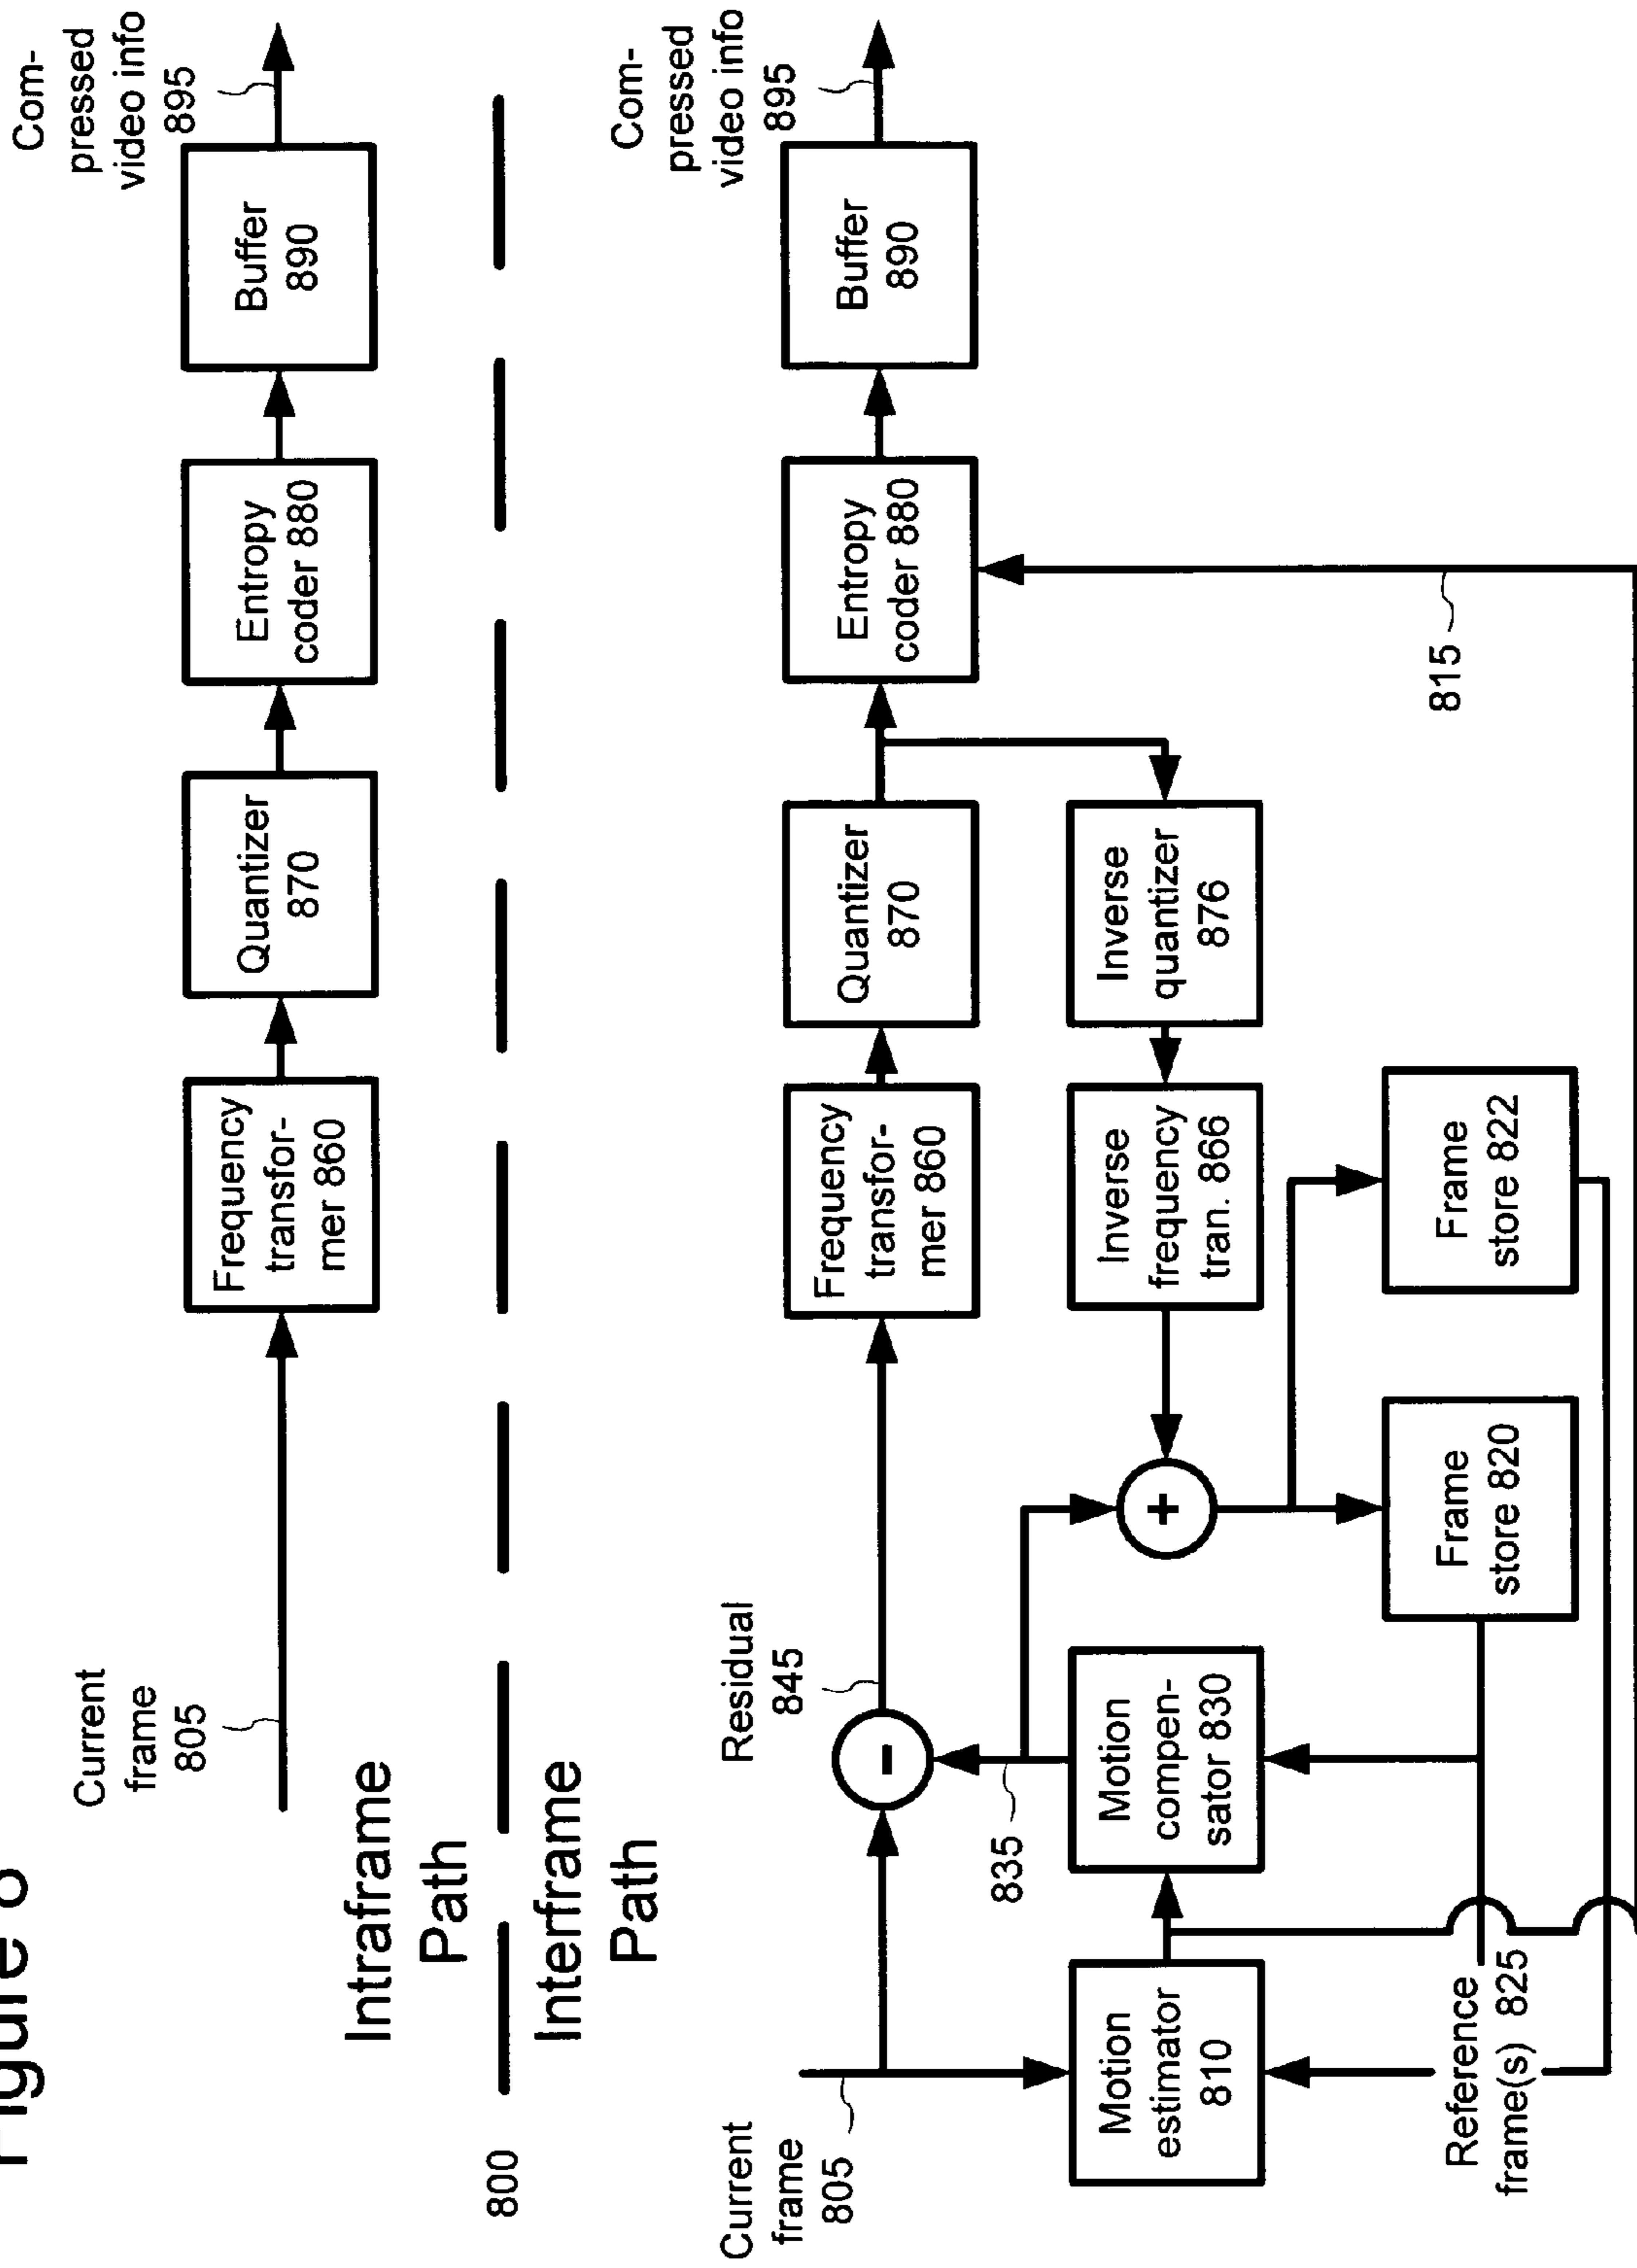 Figure 8
Current
frame
805
Frequency
transfor-
mer 860
Quantizer
870
Entropy
coder 880
Buffer
890
Com-
pressed
video info
895
Intraframe
Path
800
Interframe
Path
Current
frame
805
Residual
845
Frequency
transfor-
mer 860
Quantizer
870
Entropy
coder 880
Buffer
890
Com-
pressed
video info
895
835
Motion
estimator
810
Motion
compen-
sator 830
+
-
Inverse
frequency
tran. 866
Inverse
quantizer
876
815
Reference
frame(s) 825
Frame
store 820
Frame
store 822